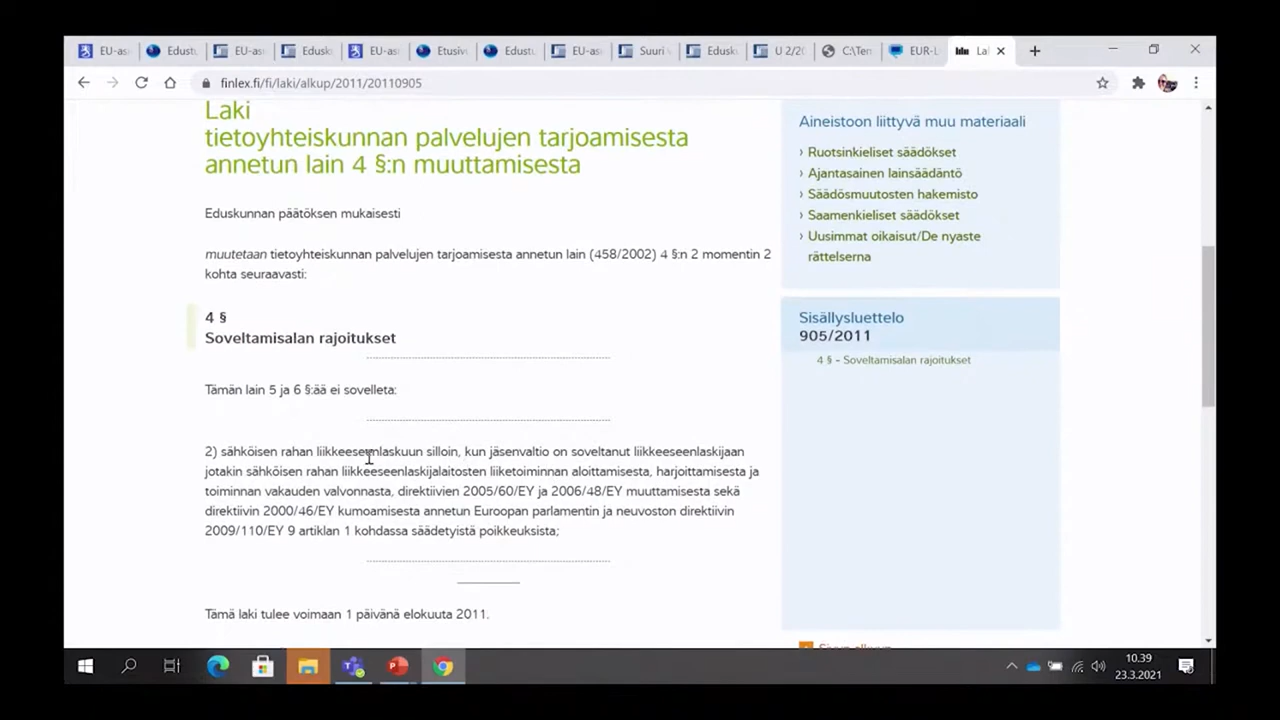 EU-as
Edustu
EU-as
Edusk
EU-as
Etusiv
Edustu
EU-as
Suuri v
Edusk
U 2/20
C:\Ten
EUR-L
La
finlex.fi/fi/laki/alkup/2011/20110905
Laki
tietoyhteiskunnan palvelujen tarjoamisesta
annetun lain 4 §:n muuttamisesta
Eduskunnan päätöksen mukaisesti
muutetaan tietoyhteiskunnan palvelujen tarjoamisesta annetun lain (458/2002) 4 §:n 2 momentin 2
kohta seuraavasti:
4 §
Soveltamisalan rajoitukset
Tämän lain 5 ja 6 §:ää ei sovelleta:
2) sähköisen rahan liikkeeseenlaskuun silloin, kun jäsenvaltio on soveltanut liikkeeseenlaskijaan
jotakin sähköisen rahan liikkeeseenlaskijalaitosten liiketoiminnan aloittamisesta, harjoittamisesta ja
toiminnan vakauden valvonnasta, direktiivien 2005/60/EY ja 2006/48/EY muuttamisesta sekä
direktiivin 2000/46/EY kumoamisesta annetun Euroopan parlamentin ja neuvoston direktiivin
2009/110/EY 9 artiklan 1 kohdassa säädetyistä poikkeuksista;
Tämä laki tulee voimaan 1 päivänä elokuuta 2011.
Aineistoon liittyvä muu materiaali
› Ruotsinkieliset säädökset
› Ajantasainen lainsäädäntö
› Säädösmuutosten hakemisto
› Saamenkieliset säädökset
› Uusimmat oikaisut/De nyaste
rättelserna
Sisällysluettelo
905/2011
4 § – Soveltamisalan rajoitukset
10.39
23.3.2021